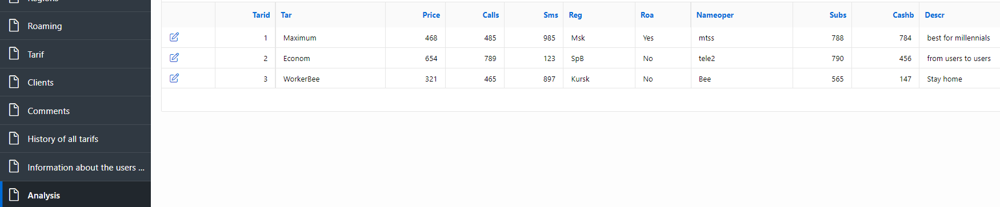 Regions
Roaming
Tarif
Clients
Comments
History of all tarifs
Information about the users ...
Analysis
Tarid Tar Price Calls Sms Reg Roa Nameoper Subs Cashb Descr
1 Maximum 468 485 985 Msk Yes mtss 788 784 best for millennials
2 Econom 654 789 123 SpB No tele2 790 456 from users to users
3 WorkerBee 321 465 897 Kursk No Bee 565 147 Stay home